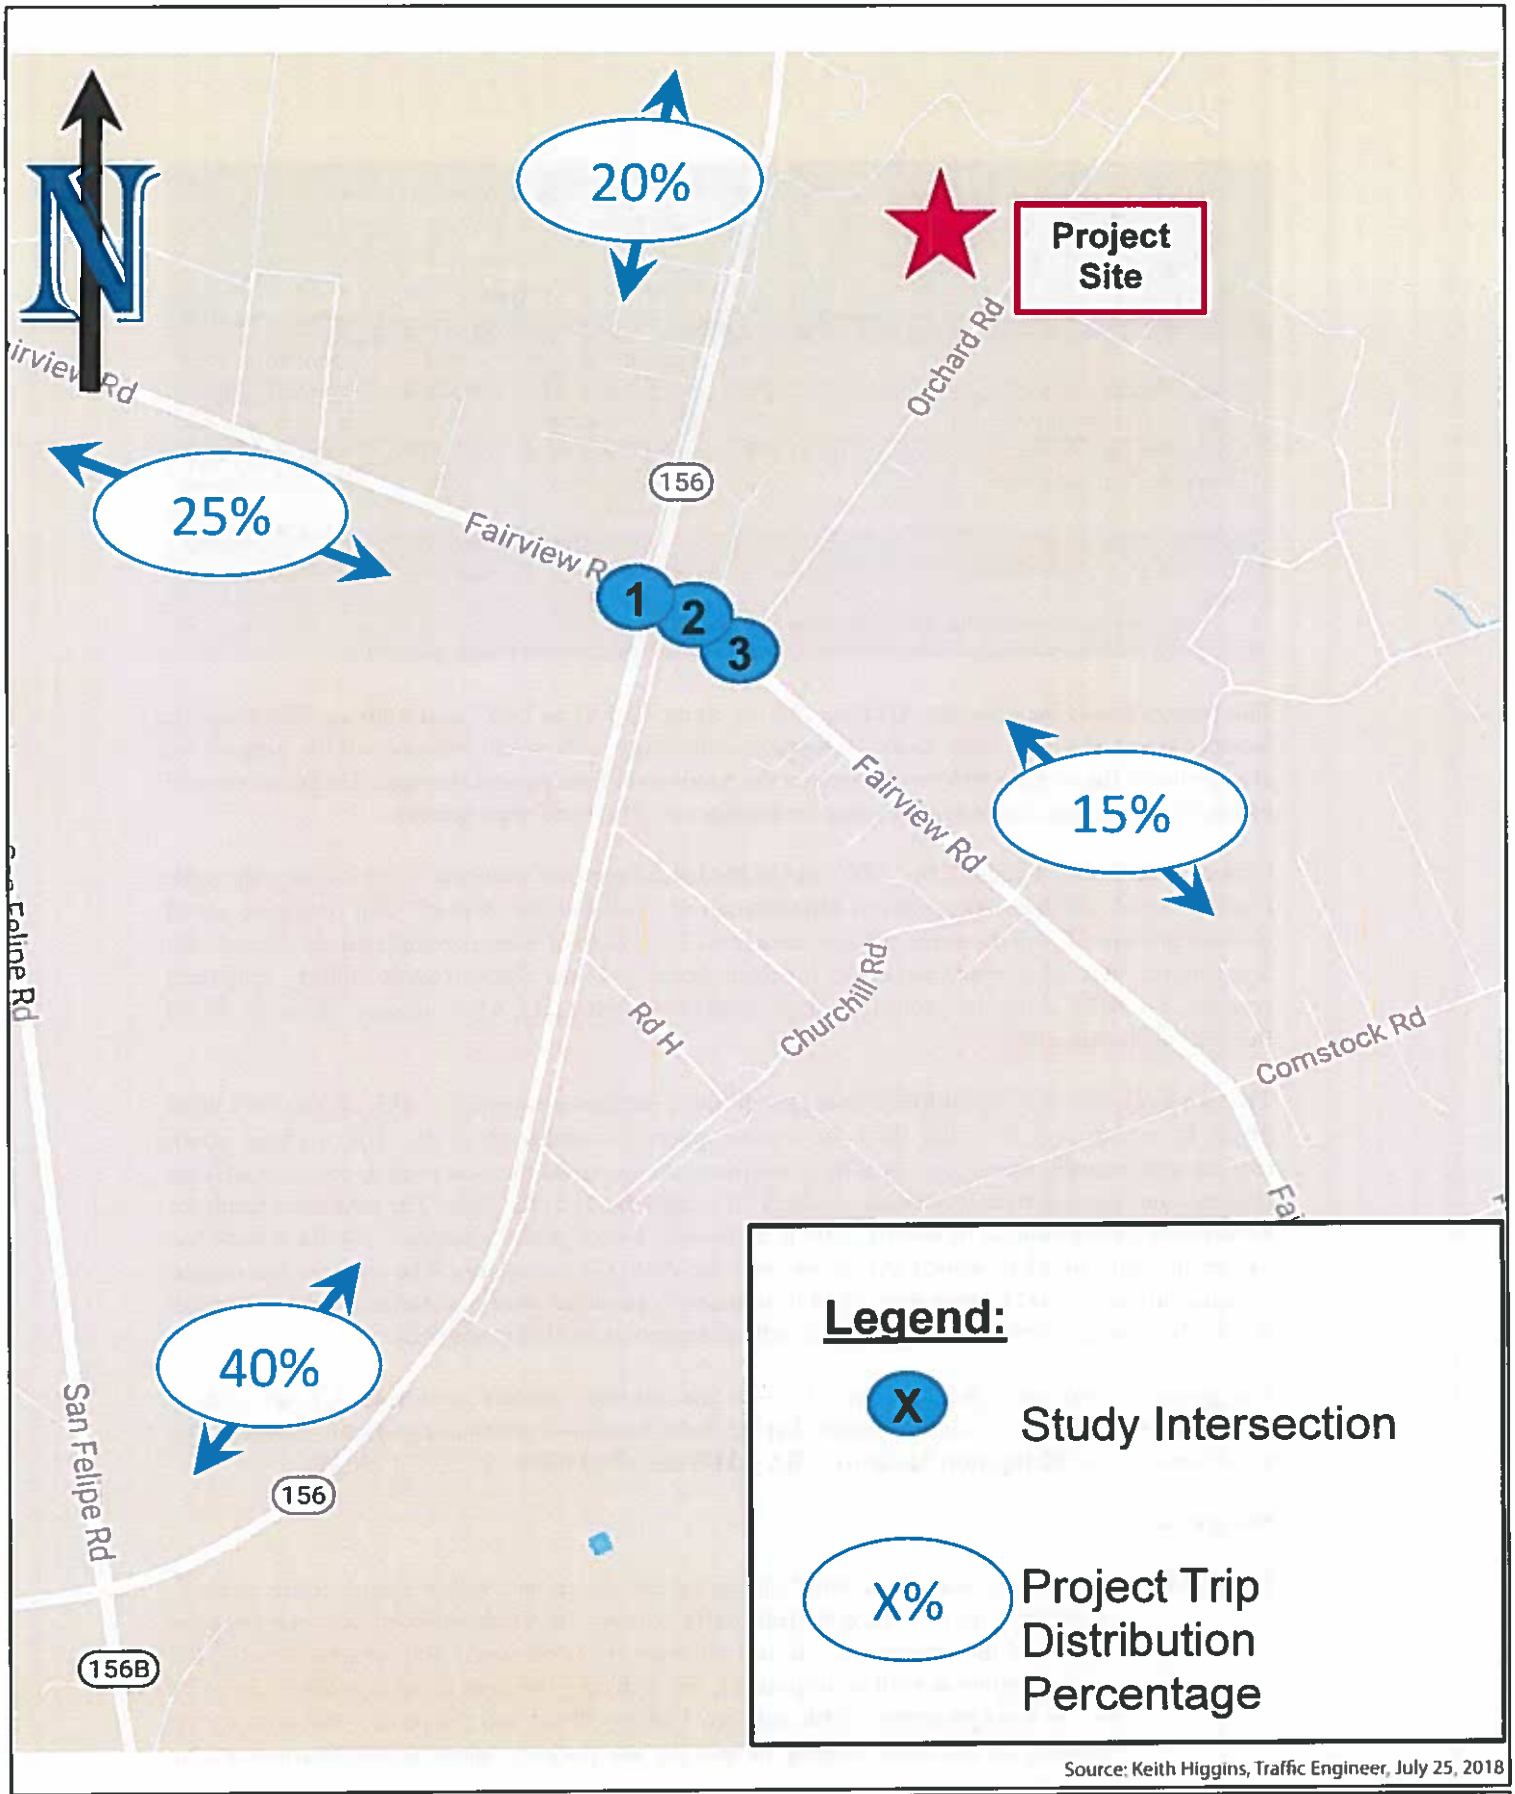 N
20%
Project
Site
irview Rd
Orchard Rd
25%
156
Fairview R
1
2
3
15%
Fairview Rd
Felipe Rd
Churchill Rd
Rd H
Comstock Rd
Fai
40%
San Felipe Rd
156
156B
Legend:
X
Study Intersection
X%
Project Trip
Distribution
Percentage
Source: Keith Higgins, Traffic Engineer, July 25, 2018